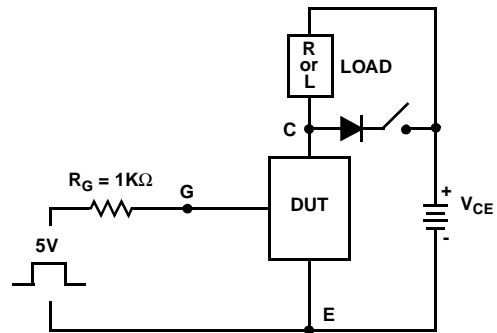 R
or
L
LOAD
C
R_G = 1KΩ
G
DUT
5V
+
V_CE
-
E